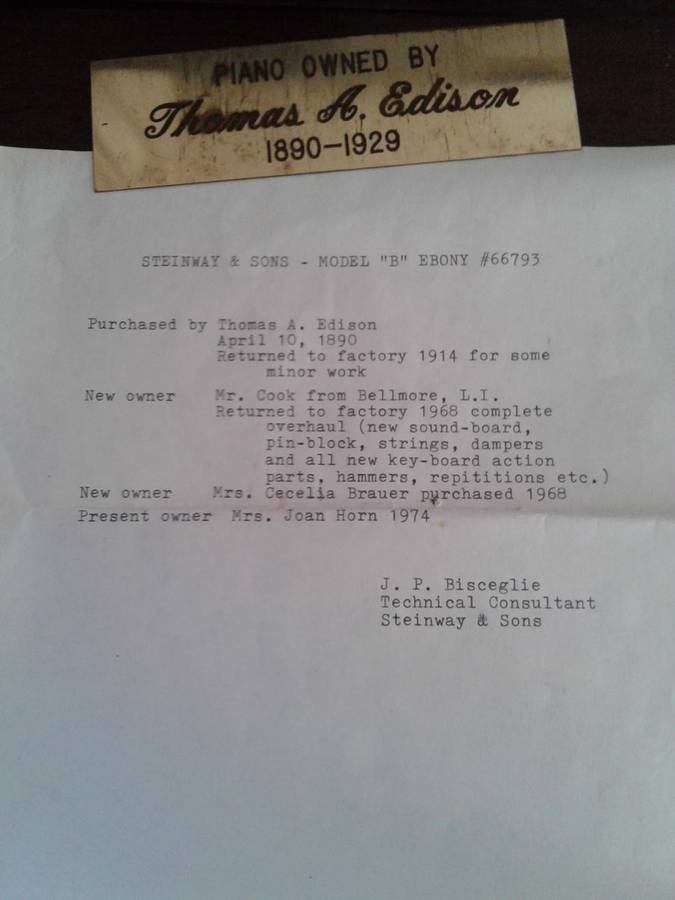 PIANO OWNED BY
Thomas A. Edison
1890-1929
STEINWAY & SONS - MODEL "B" EBONY #66793
Purchased by Thomas A. Edison
April 10, 1890
Returned to factory 1914 for some
minor work
New owner Mr. Cook from Bellmore, L.I.
Returned to factory 1968 complete
overhaul (new sound-board,
pin-block, strings, dampers
and all new key-board action
parts, hammers, repititions etc.)
New owner Mrs. Cecelia Brauer purchased 1968
Present owner Mrs. Joan Horn 1974
J. P. Bisceglie
Technical Consultant
Steinway & Sons